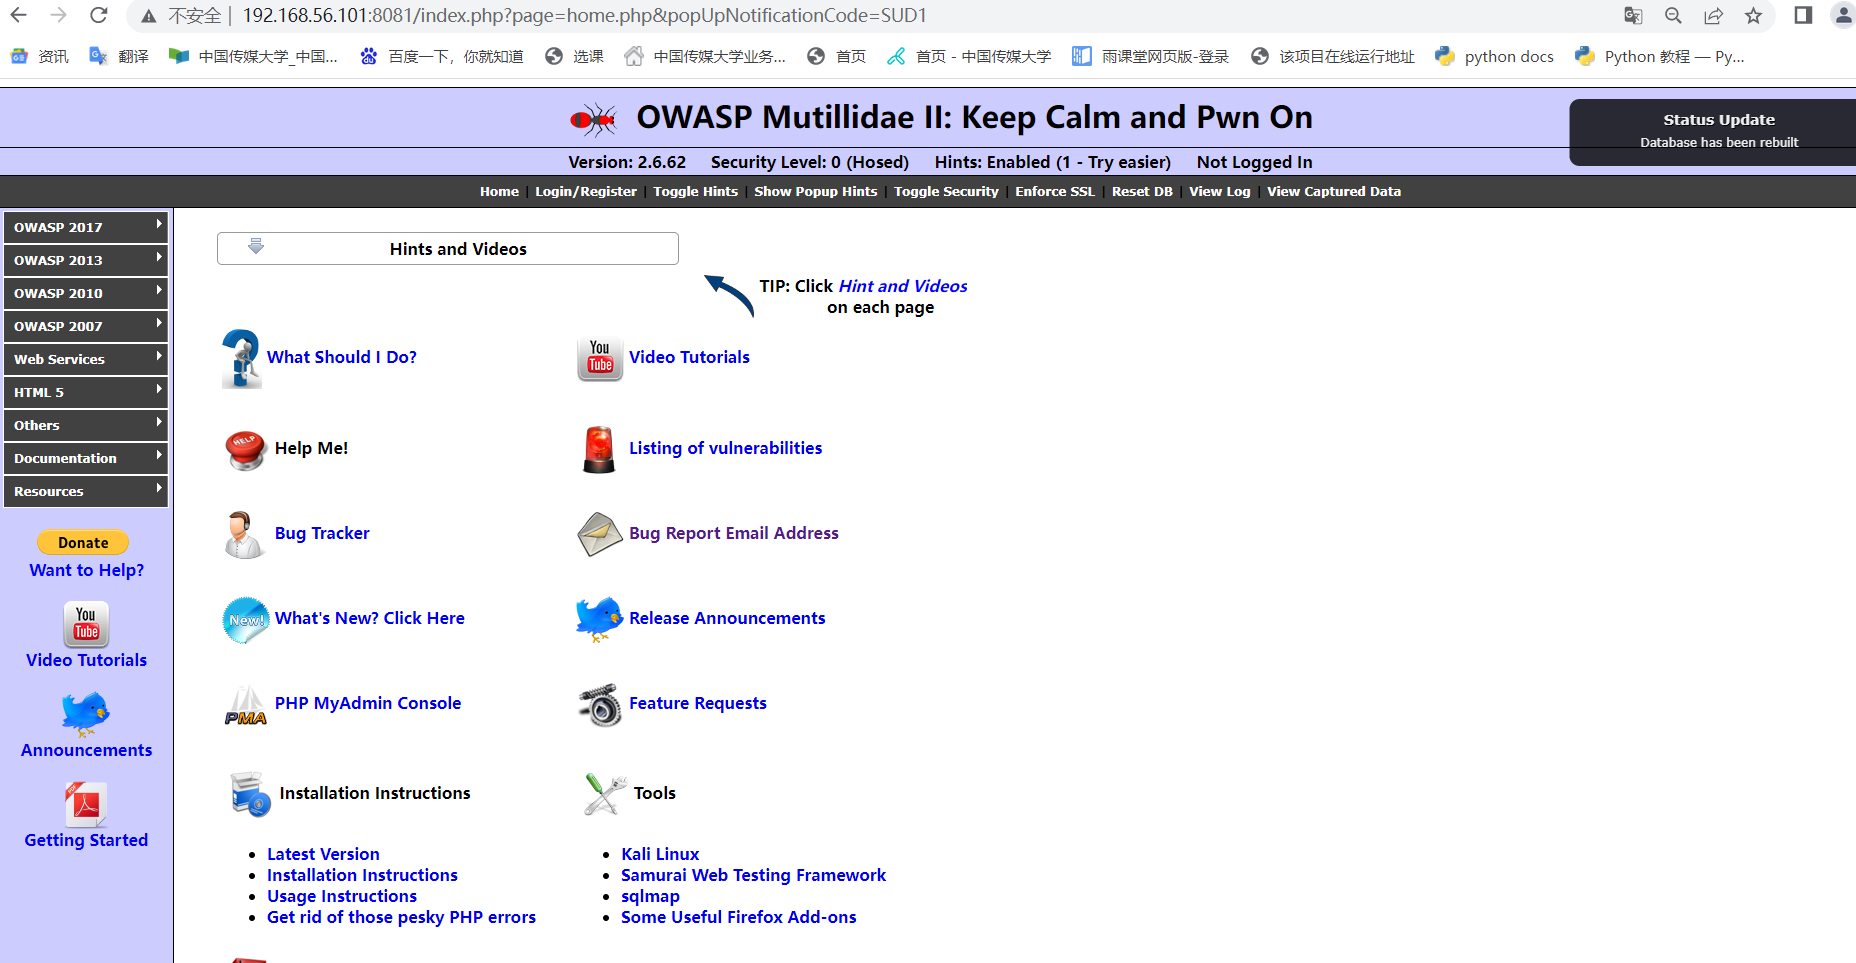 不安全 192.168.56.101:8081/index.php?page=home.php&popUpNotificationCode=SUD1
资讯 翻译 中国传媒大学_中国... 百度一下，你就知道 选课 中国传媒大学业务... 首页 首页 - 中国传媒大学 雨课堂网页版-登录 该项目在线运行地址 python docs Python 教程 — Py...
OWASP Mutillidae II: Keep Calm and Pwn On
Status Update
Database has been rebuilt
Version: 2.6.62 Security Level: 0 (Hosed) Hints: Enabled (1 - Try easier) Not Logged In
Home | Login/Register | Toggle Hints | Show Popup Hints | Toggle Security | Enforce SSL | Reset DB | View Log | View Captured Data
OWASP 2017
OWASP 2013
OWASP 2010
OWASP 2007
Web Services
HTML 5
Others
Documentation
Resources
Donate
Want to Help?
You Tube
Video Tutorials
Announcements
PDF
Getting Started
Hints and Videos
TIP: Click Hint and Videos
on each page
What Should I Do?
You Tube
Video Tutorials
HELP
Help Me!
Listing of vulnerabilities
Bug Tracker
Bug Report Email Address
New!
What's New? Click Here
Release Announcements
PMA
PHP MyAdmin Console
Feature Requests
Installation Instructions
Tools
Latest Version
Installation Instructions
Usage Instructions
Get rid of those pesky PHP errors
Kali Linux
Samurai Web Testing Framework
sqlmap
Some Useful Firefox Add-ons